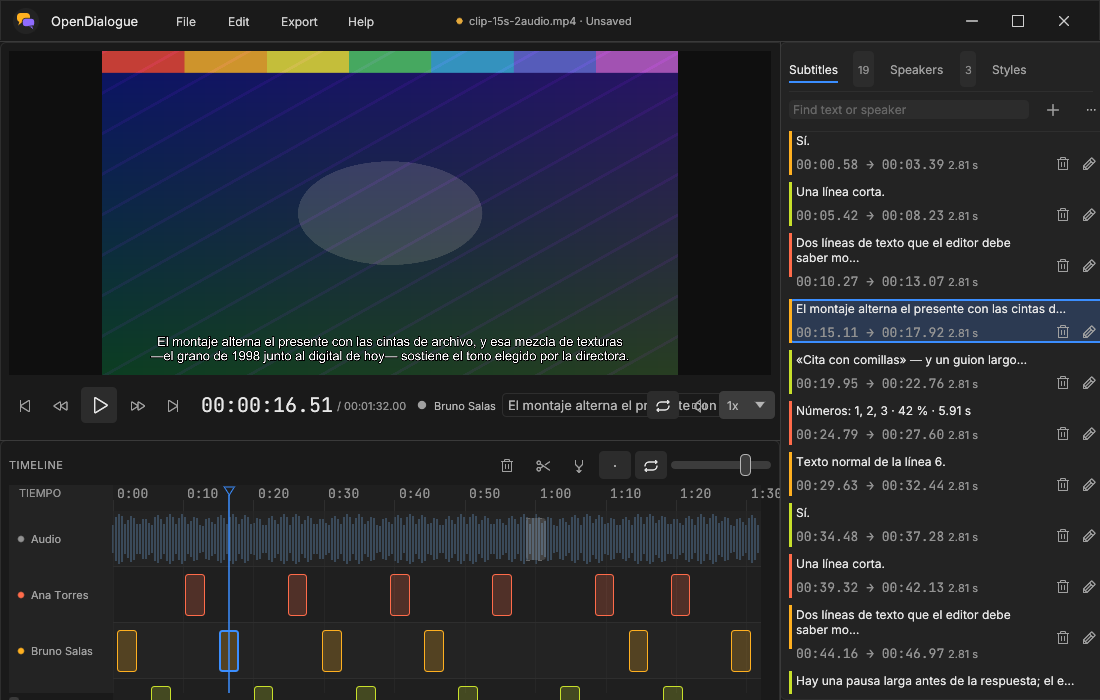 OpenDialogue
File
Edit
Export
Help
clip-15s-2audio.mp4 · Unsaved
El montaje alterna el presente con las cintas de archivo, y esa mezcla de texturas
—el grano de 1998 junto al digital de hoy— sostiene el tono elegido por la directora.
00:00:16.51 / 00:01:32.00
Bruno Salas
El montaje alterna el pr
te con
1x
TIMELINE
TIEMPO
0:00 0:10 0:20 0:30 0:40 0:50 1:00 1:10 1:20 1:30
Audio
Ana Torres
Bruno Salas
Subtitles 19
Speakers 3
Styles
Find text or speaker
Sí.
00:00.58 → 00:03.39 2.81 s
Una línea corta.
00:05.42 → 00:08.23 2.81 s
Dos líneas de texto que el editor debe
saber mo...
00:10.27 → 00:13.07 2.81 s
El montaje alterna el presente con las cintas d...
00:15.11 → 00:17.92 2.81 s
«Cita con comillas» — y un guion largo...
00:19.95 → 00:22.76 2.81 s
Números: 1, 2, 3 · 42 % · 5.91 s
00:24.79 → 00:27.60 2.81 s
Texto normal de la línea 6.
00:29.63 → 00:32.44 2.81 s
Sí.
00:34.48 → 00:37.28 2.81 s
Una línea corta.
00:39.32 → 00:42.13 2.81 s
Dos líneas de texto que el editor debe
saber mo...
00:44.16 → 00:46.97 2.81 s
Hay una pausa larga antes de la respuesta; el e...